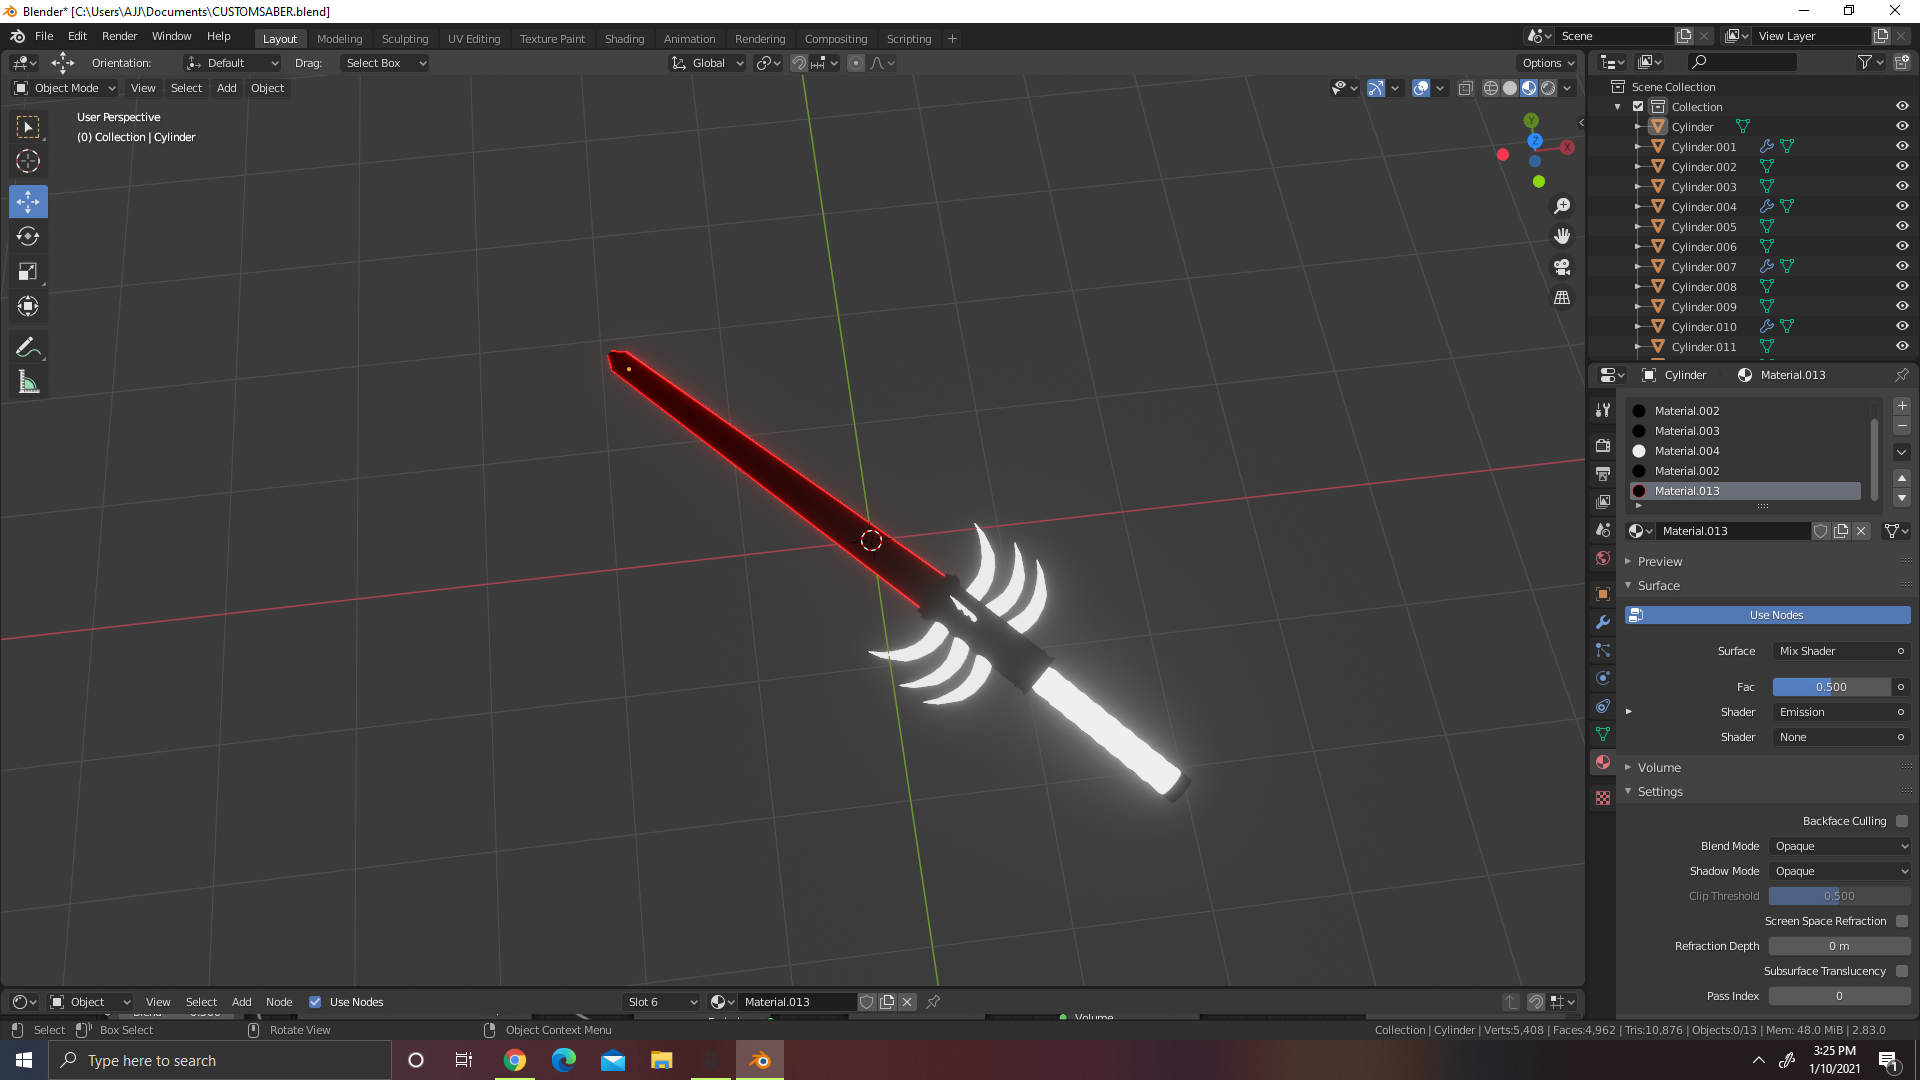 Blender* [C:\Users\AJJ\Documents\CUSTOMSABER.blend]
File Edit Render Window Help Layout Modeling Sculpting UV Editing Texture Paint Shading Animation Rendering Compositing Scripting + Scene View Layer
Orientation: Default Drag: Select Box Global Options
Object Mode View Select Add Object
User Perspective
(0) Collection | Cylinder
Y
Z
X
Scene Collection
Collection
Cylinder
Cylinder.001
Cylinder.002
Cylinder.003
Cylinder.004
Cylinder.005
Cylinder.006
Cylinder.007
Cylinder.008
Cylinder.009
Cylinder.010
Cylinder.011
Cylinder Material.013
Material.002
Material.003
Material.004
Material.002
Material.013
Material.013
Preview
Surface
Use Nodes
Surface Mix Shader
Fac 0.500
Shader Emission
Shader None
Volume
Settings
Backface Culling
Blend Mode Opaque
Shadow Mode Opaque
Clip Threshold 0.500
Screen Space Refraction
Refraction Depth 0 m
Subsurface Translucency
Pass Index 0
Object View Select Add Node Use Nodes Slot 6 Material.013
Volume
Select Box Select Rotate View Object Context Menu Collection | Cylinder | Verts:5,408 | Faces:4,962 | Tris:10,876 | Objects:0/13 | Mem: 48.0 MiB | 2.83.0
Type here to search
3:25 PM
1/10/2021
1